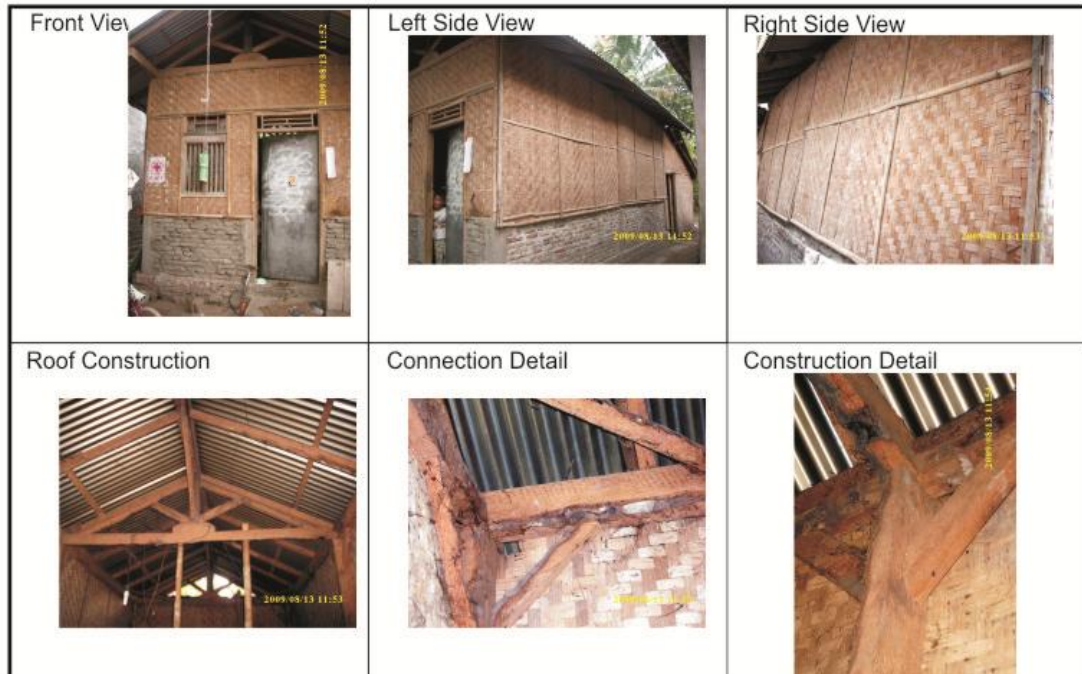 Front View
2009/08/13 11:52
Left Side View
2009/08/13 11:52
Right Side View
2009/08/13 11:53
Roof Construction
2009/08/13 11:53
Connection Detail
Construction Detail